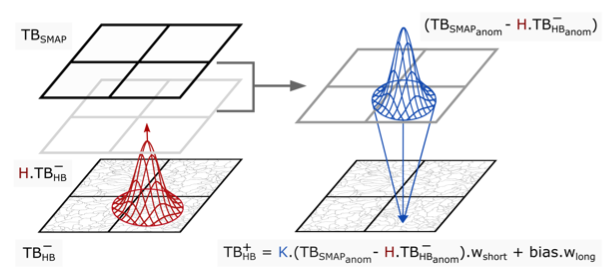 TB_SMAP
H.TB⁻_HB
TB⁻_HB
(TB_SMAP_anom - H.TB⁻_HB_anom)
TB⁺_HB = K.(TB_SMAP_anom - H.TB⁻_HB_anom).w_short + bias.w_long